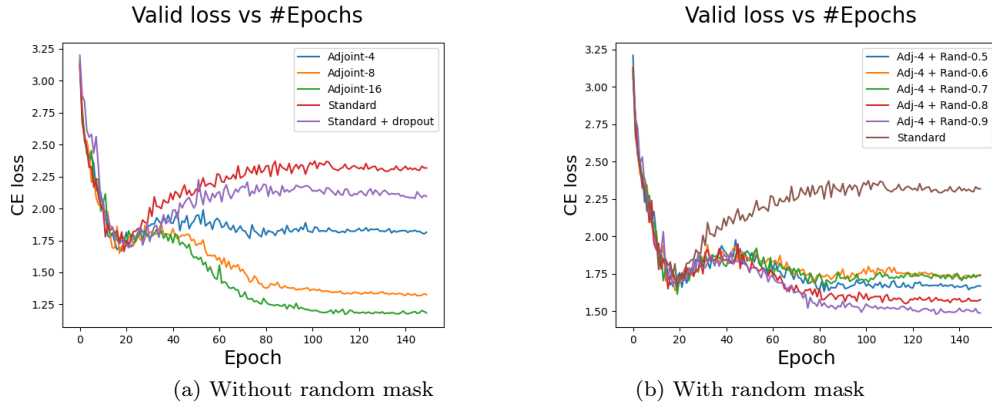 Valid loss vs #Epochs
3.25
3.00
2.75
2.50
2.25
2.00
1.75
1.50
1.25
CE loss
Adjoint-4
Adjoint-8
Adjoint-16
Standard
Standard + dropout
0 20 40 60 80 100 120 140
Epoch
(a) Without random mask
Valid loss vs #Epochs
3.25
3.00
2.75
2.50
2.25
2.00
1.75
1.50
CE loss
Adj-4 + Rand-0.5
Adj-4 + Rand-0.6
Adj-4 + Rand-0.7
Adj-4 + Rand-0.8
Adj-4 + Rand-0.9
Standard
0 20 40 60 80 100 120 140
Epoch
(b) With random mask